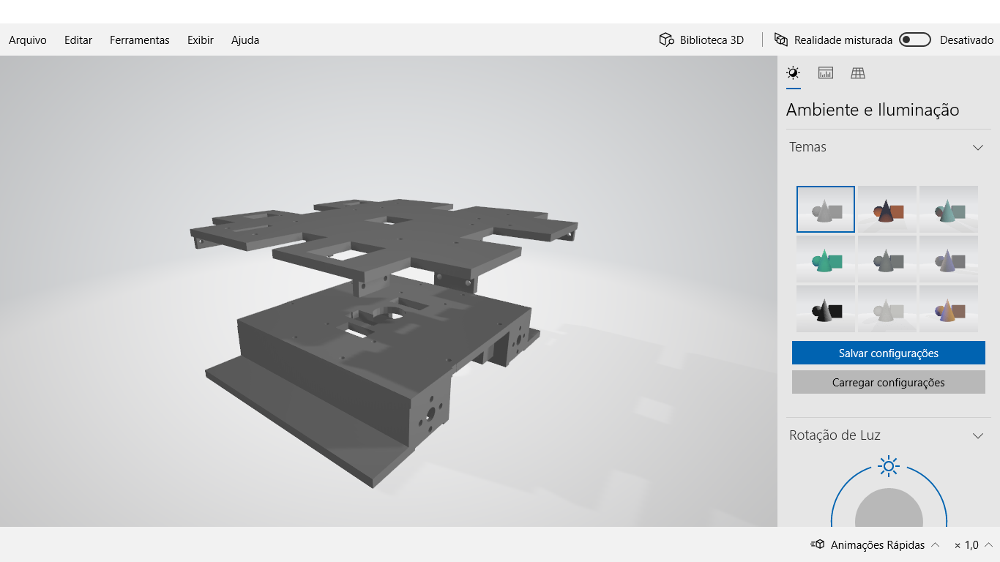 Arquivo Editar Ferramentas Exibir Ajuda Biblioteca 3D Realidade misturada Desativado
Ambiente e Iluminação
Temas
Salvar configurações
Carregar configurações
Rotação de Luz
Animações Rápidas × 1,0